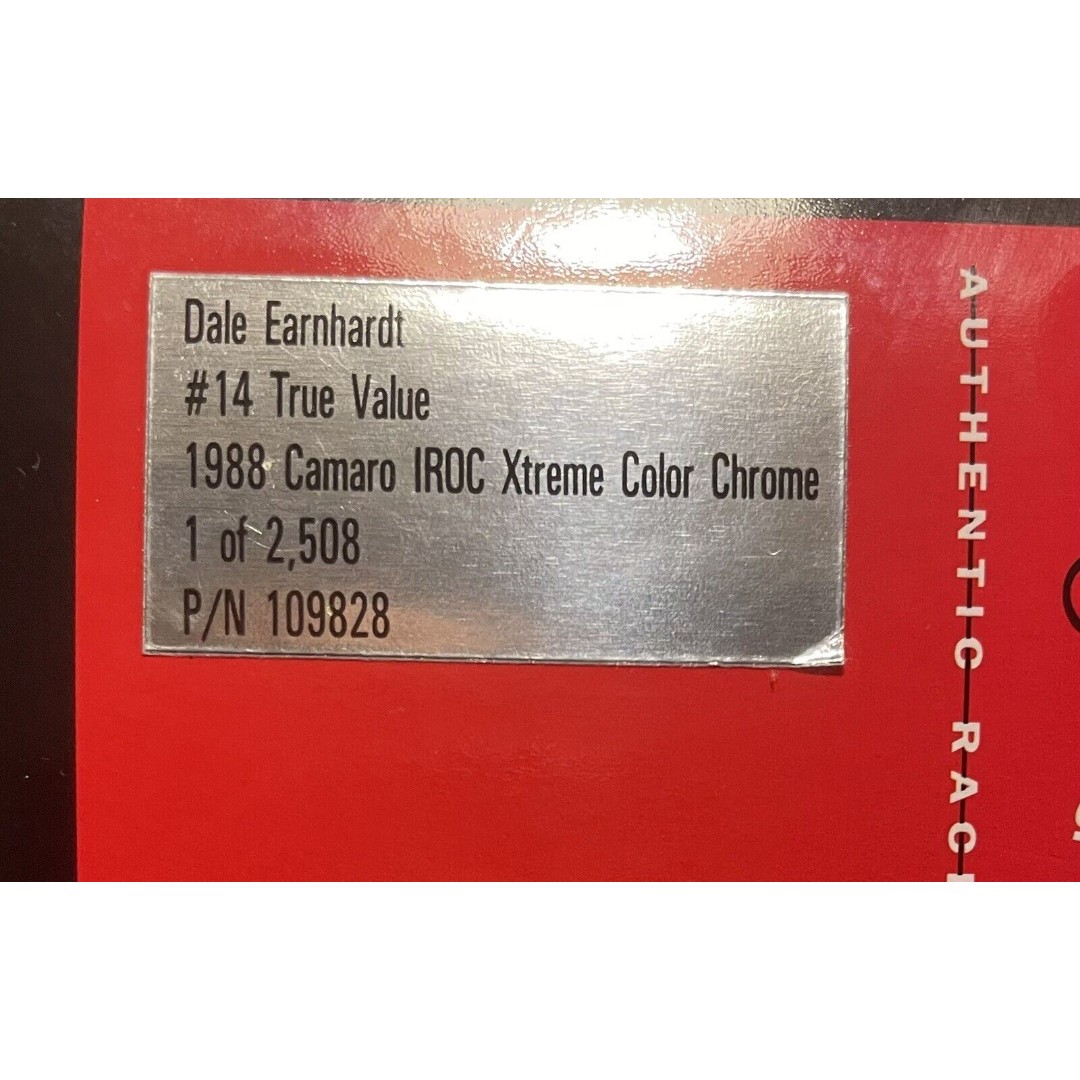 Dale Earnhardt
#14 True Value
1988 Camaro IROC Xtreme Color Chrome
1 of 2,508
P/N 109828
AUTHENTIC RAC